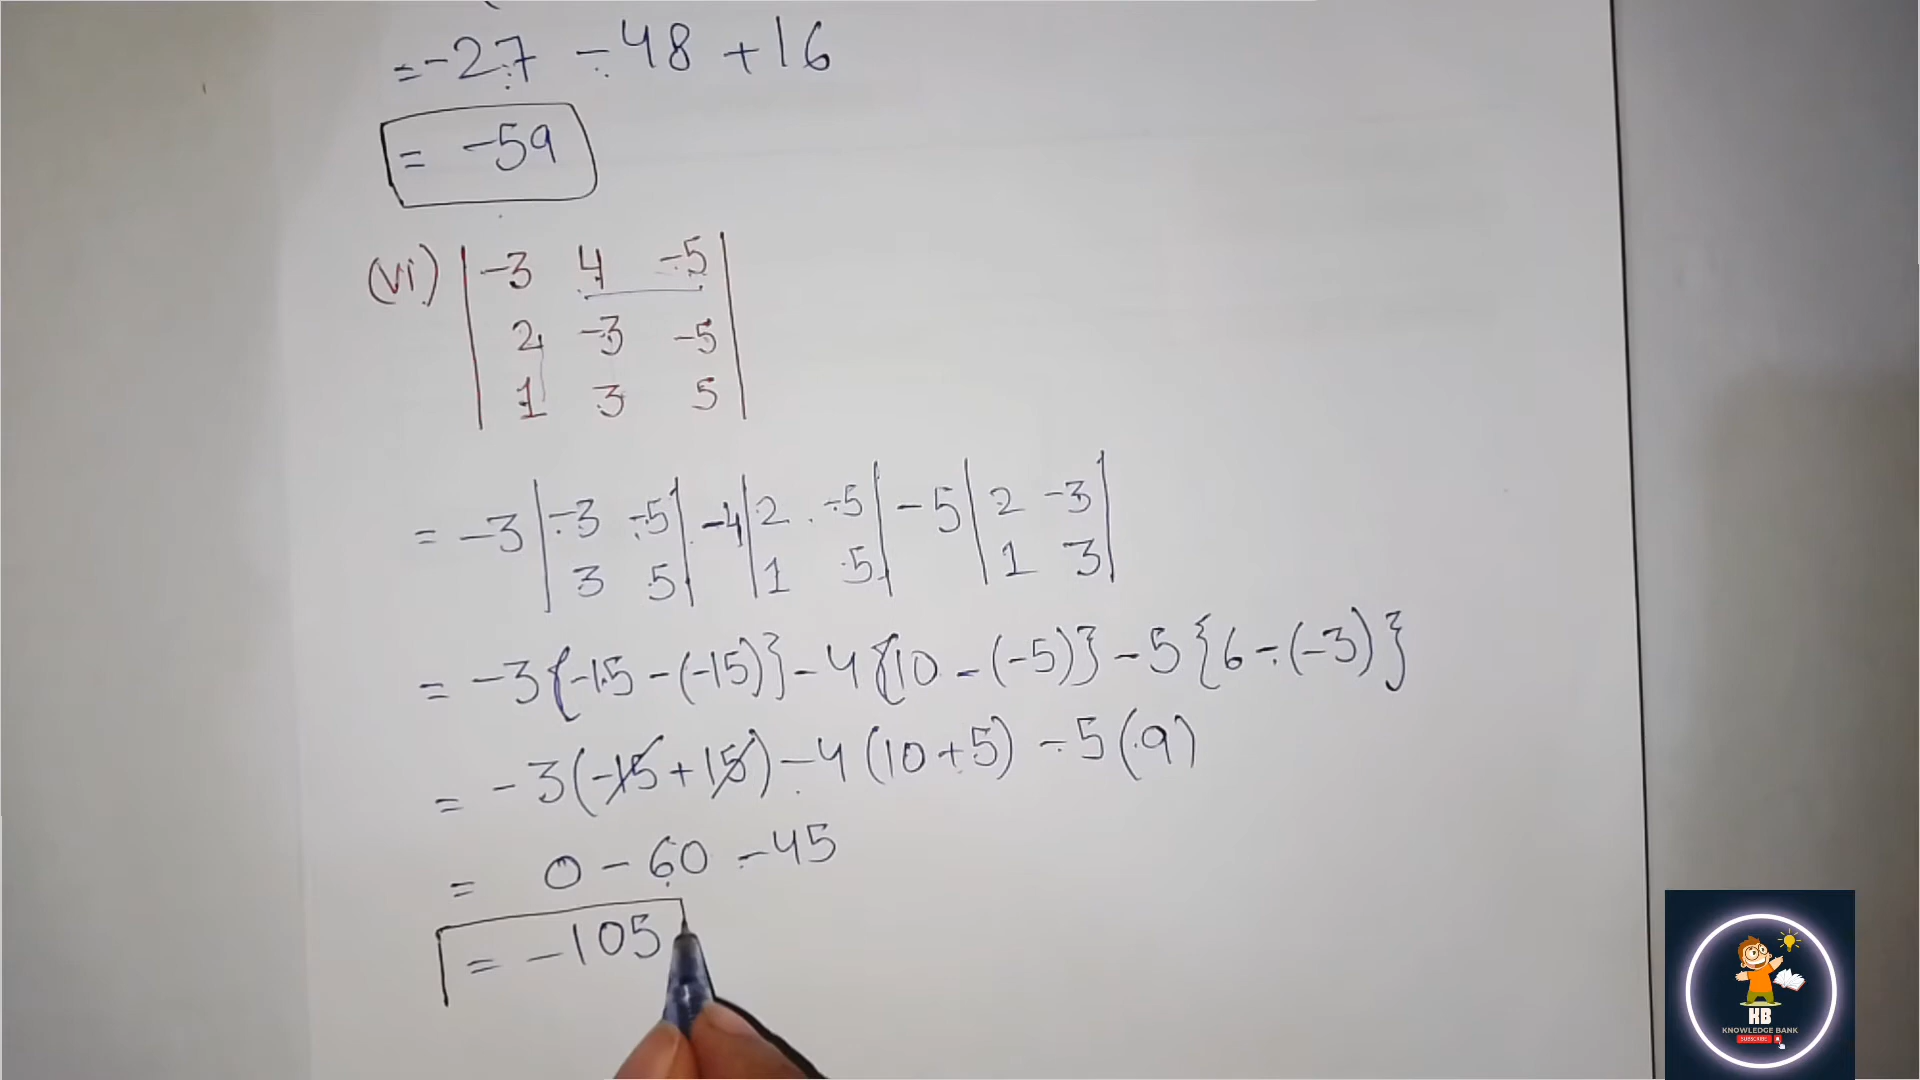 = -27 - 48 + 16
= -59
(vi) | -3 4 -5 |
| 2 -3 -5 |
| 1 3 5 |
= -3 | -3 -5 | -4 | 2 -5 | - 5 | 2 -3 |
| 3 5 | | 1 5 | | 1 3 |
= -3{-15 - (-15)} - 4{10 - (-5)} - 5{6 - (-3)}
= -3(-15 + 15) - 4(10 + 5) - 5(9)
= 0 - 60 - 45
= -105
KB
KNOWLEDGE BANK
SUBSCRIBE